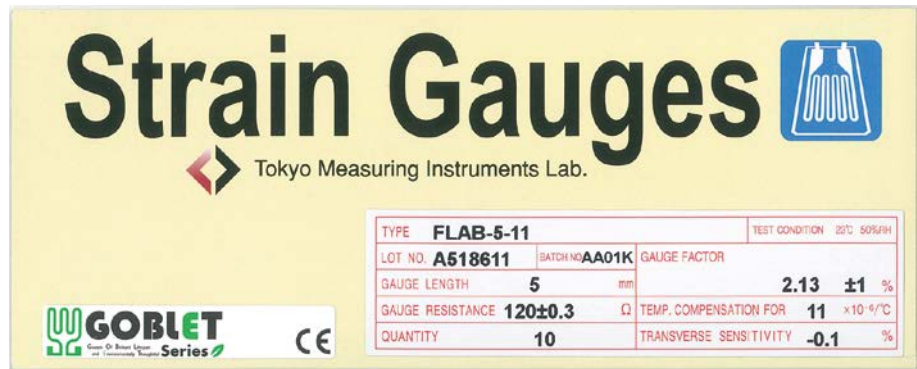 Strain Gauges
Tokyo Measuring Instruments Lab.
TYPE FLAB-5-11 TEST CONDITION 23°C 50%RH
LOT NO. A518611 BATCH NO AA01K GAUGE FACTOR
2.13 ±1 %
GAUGE LENGTH 5 mm
GAUGE RESISTANCE 120±0.3 Ω TEMP. COMPENSATION FOR 11 ×10⁻⁶/°C
QUANTITY 10 TRANSVERSE SENSITIVITY -0.1 %
GOBLET
Series
CE